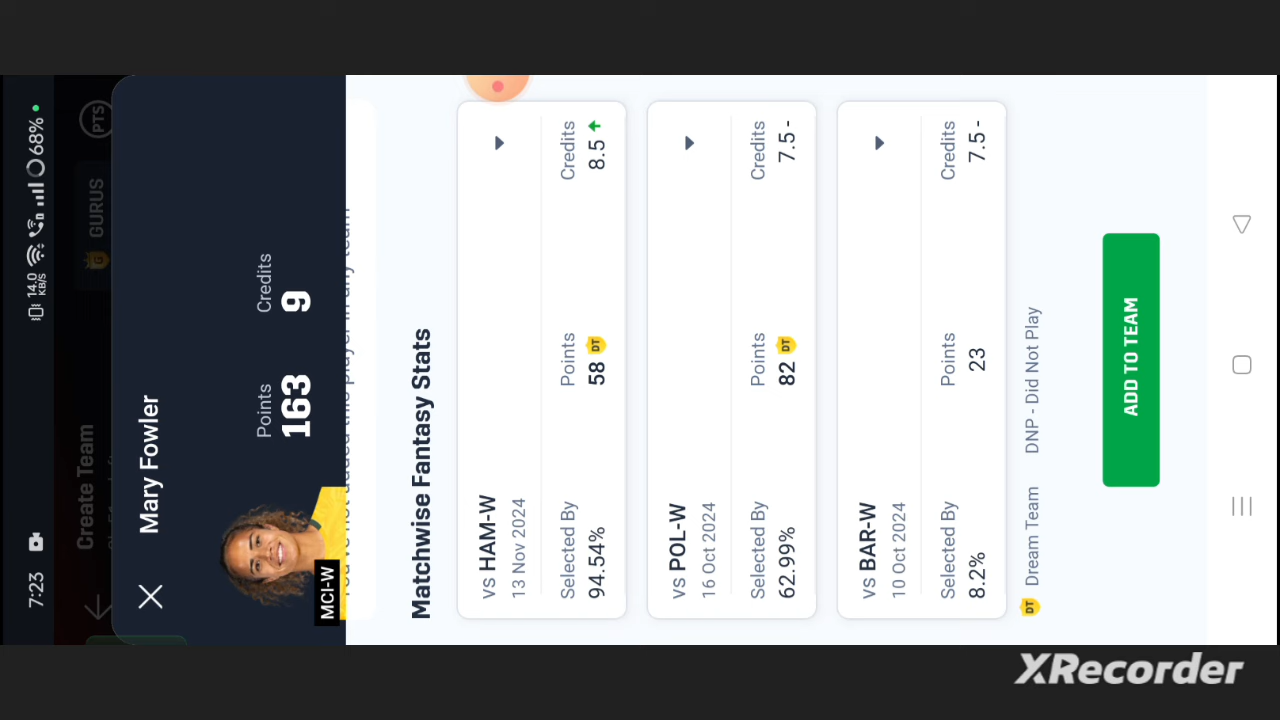 7:23
14.0
KB/S
68%
Create Team
GURUS
PTS
Mary Fowler
MCI-W
Points
163
Credits
9
Matchwise Fantasy Stats
vs HAM-W
13 Nov 2024
Selected By
94.54%
Points
58 DT
Credits
8.5
vs POL-W
16 Oct 2024
Selected By
62.99%
Points
82 DT
Credits
7.5 -
vs BAR-W
10 Oct 2024
Selected By
8.2%
Points
23
Credits
7.5 -
DT Dream Team
DNP - Did Not Play
ADD TO TEAM
XRecorder